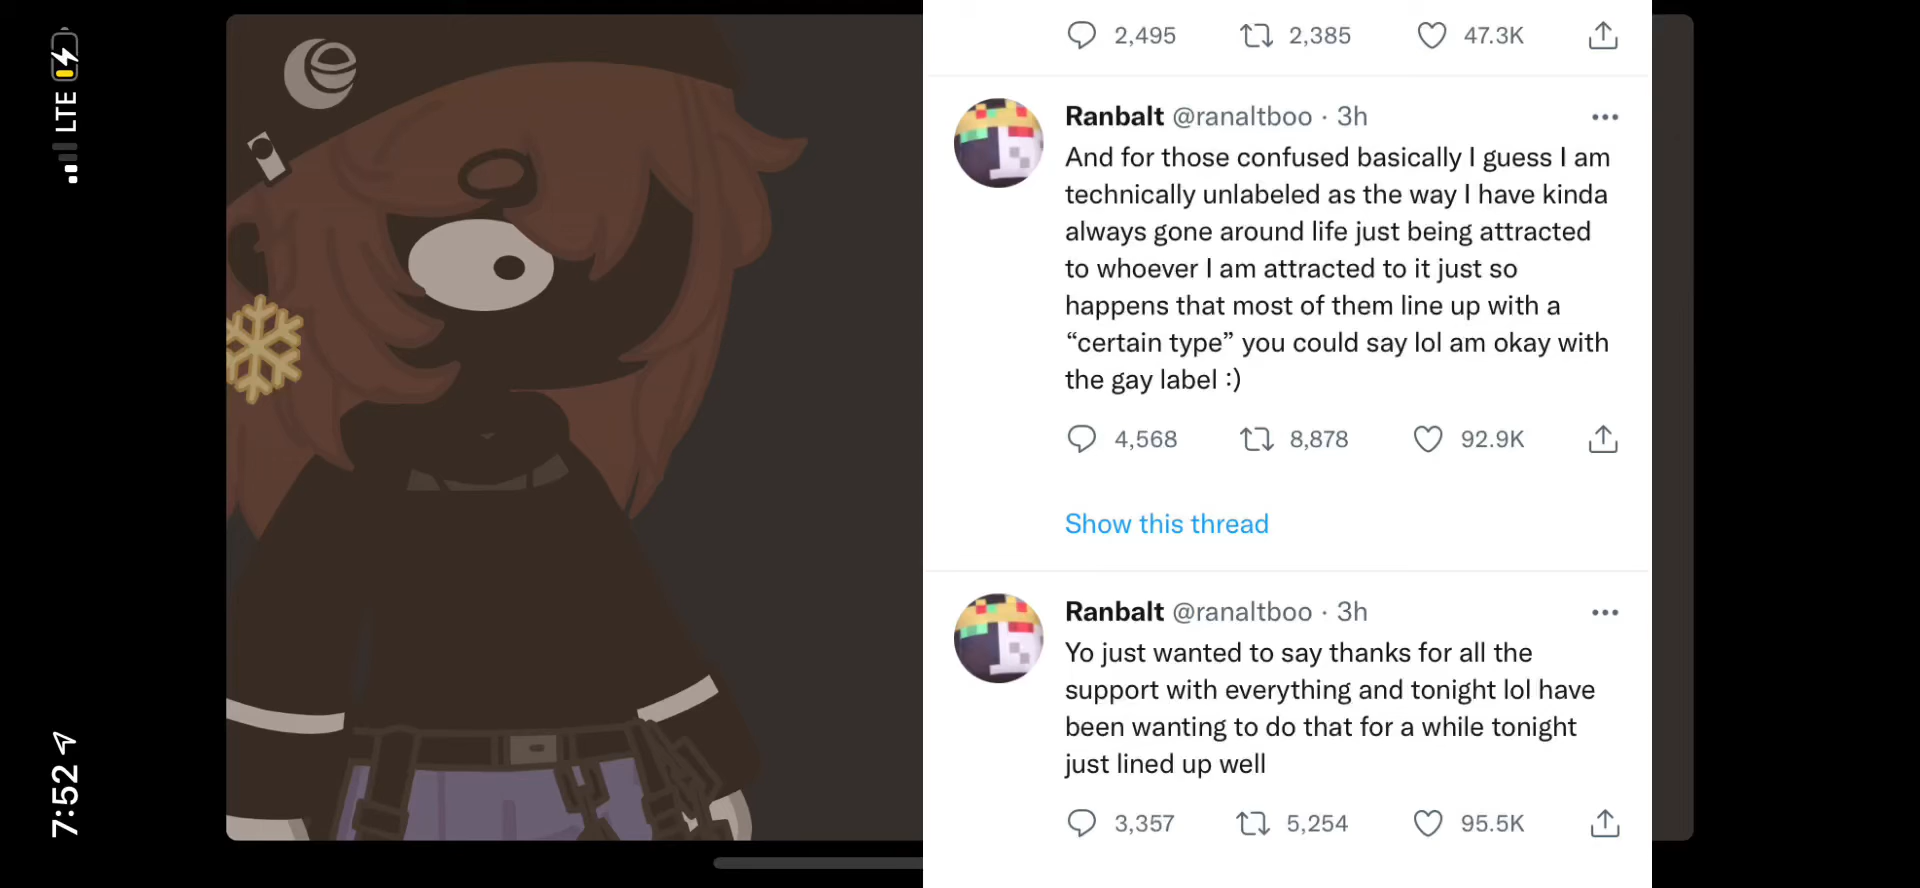 LTE
7:52
2,495 2,385 47.3K
Ranbalt @ranaltboo · 3h
And for those confused basically I guess I am
technically unlabeled as the way I have kinda
always gone around life just being attracted
to whoever I am attracted to it just so
happens that most of them line up with a
“certain type” you could say lol am okay with
the gay label :)
4,568 8,878 92.9K
Show this thread
Ranbalt @ranaltboo · 3h
Yo just wanted to say thanks for all the
support with everything and tonight lol have
been wanting to do that for a while tonight
just lined up well
3,357 5,254 95.5K